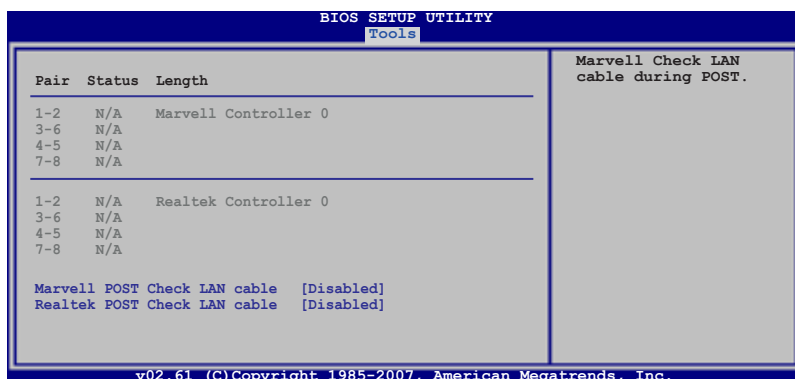 BIOS SETUP UTILITY
Tools
Pair Status Length
1-2 N/A Marvell Controller 0
3-6 N/A
4-5 N/A
7-8 N/A
1-2 N/A Realtek Controller 0
3-6 N/A
4-5 N/A
7-8 N/A
Marvell POST Check LAN cable [Disabled]
Realtek POST Check LAN cable [Disabled]
Marvell Check LAN
cable during POST.
v02.61 (C)Copyright 1985-2007, American Megatrends, Inc.